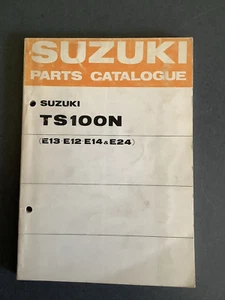 SUZUKI
PARTS CATALOGUE
SUZUKI
TS100N
(E13 E12 E14 & E24)